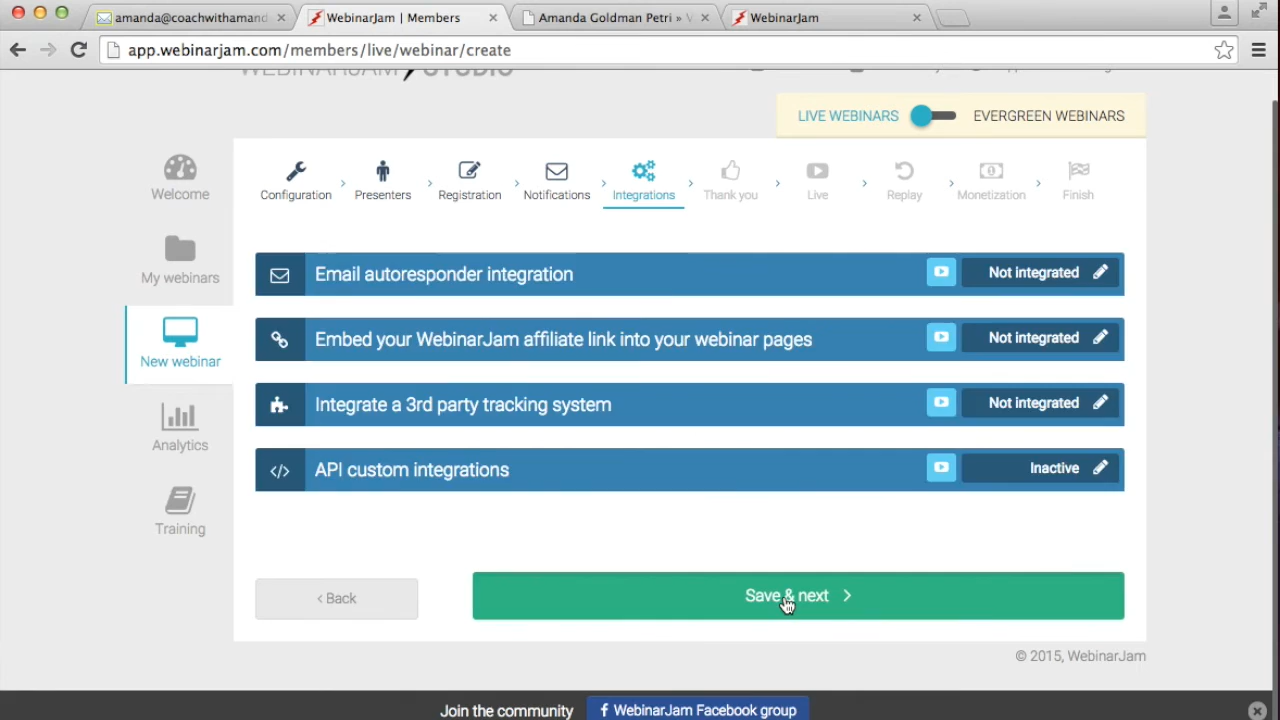 amanda@coachwithamand
WebinarJam | Members
Amanda Goldman Petri » V
WebinarJam
app.webinarjam.com/members/live/webinar/create
WEBINARJAM STUDIO
LIVE WEBINARS
EVERGREEN WEBINARS
Welcome
My webinars
New webinar
Analytics
Training
Configuration
Presenters
Registration
Notifications
Integrations
Thank you
Live
Replay
Monetization
Finish
Email autoresponder integration
Not integrated
Embed your WebinarJam affiliate link into your webinar pages
Not integrated
Integrate a 3rd party tracking system
Not integrated
API custom integrations
Inactive
‹ Back
Save & next
© 2015, WebinarJam
Join the community
f WebinarJam Facebook group